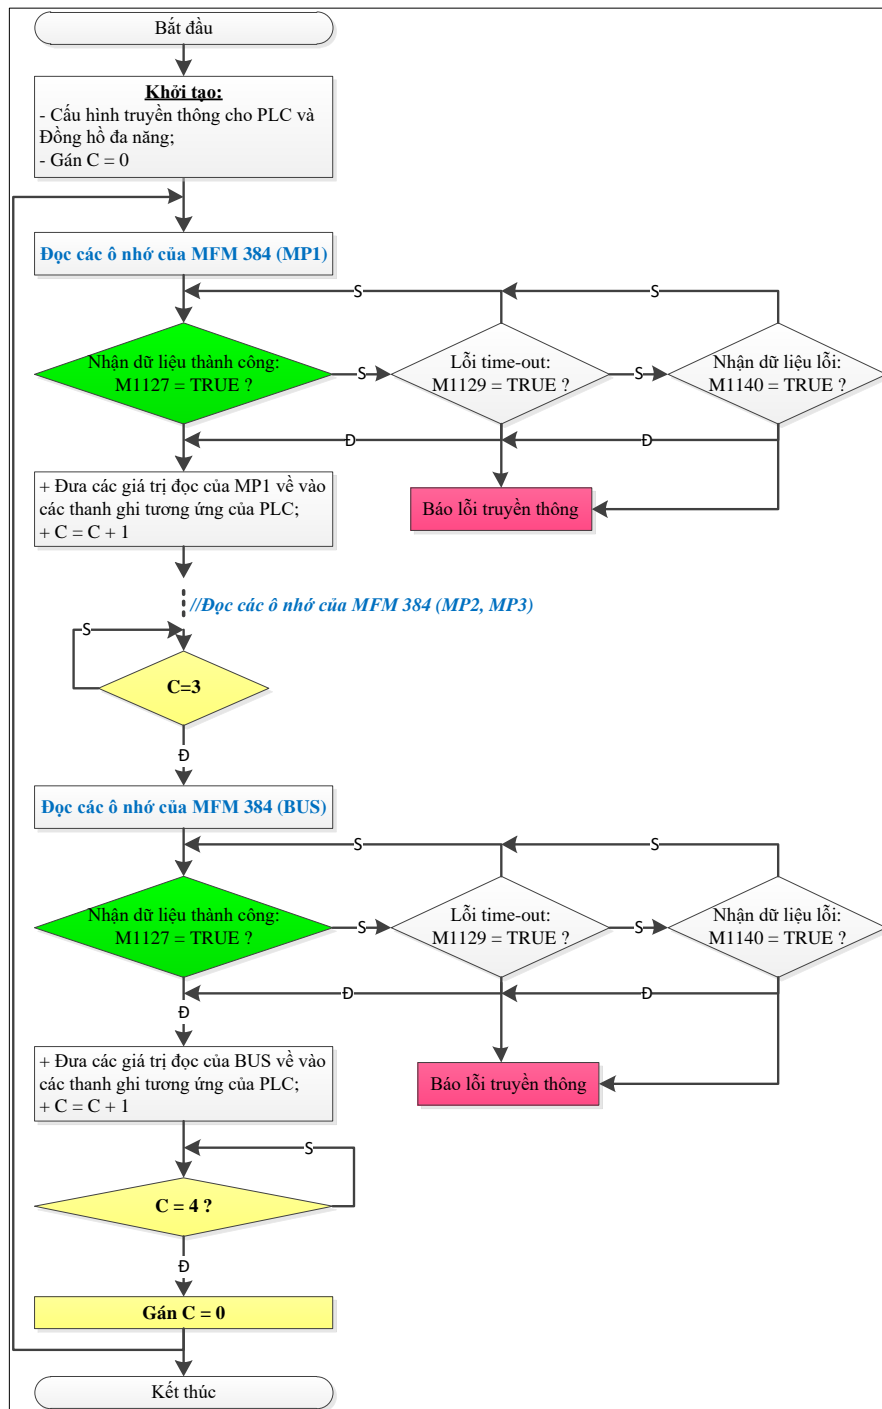 Bắt đầu
Khởi tạo:
- Cấu hình truyền thông cho PLC và
Đồng hồ đa năng;
- Gán C = 0
Đọc các ô nhớ của MFM 384 (MP1)
S
S
Nhận dữ liệu thành công:
M1127 = TRUE ?
S
Lỗi time-out:
M1129 = TRUE ?
S
Nhận dữ liệu lỗi:
M1140 = TRUE ?
Đ
Đ
+ Đưa các giá trị đọc của MP1 về vào
các thanh ghi tương ứng của PLC;
+ C = C + 1
Báo lỗi truyền thông
//Đọc các ô nhớ của MFM 384 (MP2, MP3)
S
C=3
Đ
Đọc các ô nhớ của MFM 384 (BUS)
S
S
Nhận dữ liệu thành công:
M1127 = TRUE ?
S
Lỗi time-out:
M1129 = TRUE ?
S
Nhận dữ liệu lỗi:
M1140 = TRUE ?
Đ
Đ
Đ
+ Đưa các giá trị đọc của BUS về vào
các thanh ghi tương ứng của PLC;
+ C = C + 1
Báo lỗi truyền thông
S
C = 4 ?
Đ
Gán C = 0
Kết thúc